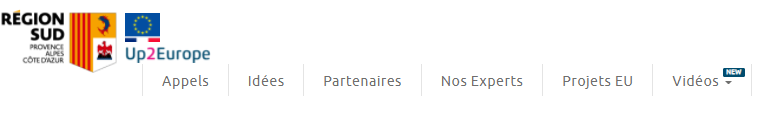 RÉGION
SUD
PROVENCE
ALPES
CÔTE D'AZUR
Up2Europe
Appels Idées Partenaires Nos Experts Projets EU Vidéos NEW